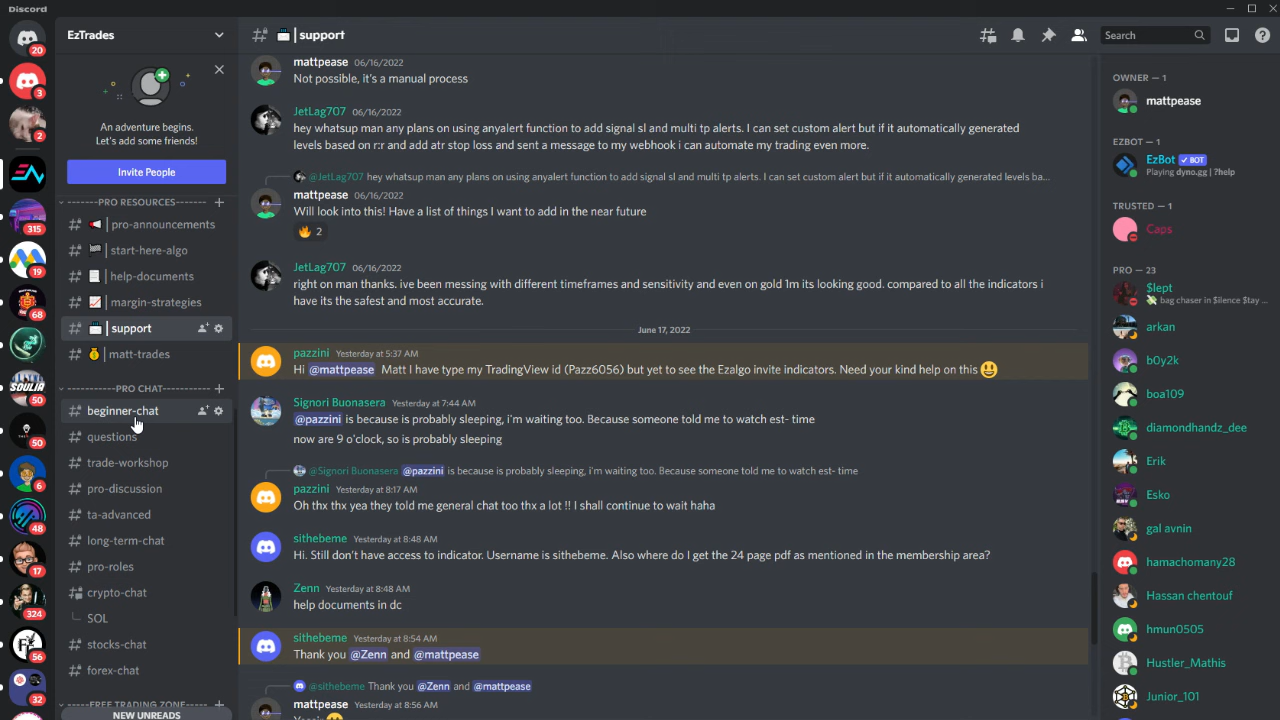 Discord
20
3
2
315
19
68
50
50
6
48
17
324
56
32
EzTrades
An adventure begins.
Let's add some friends!
Invite People
-------PRO RESOURCES-------
pro-announcements
start-here-algo
help-documents
margin-strategies
support
matt-trades
----------PRO CHAT----------
beginner-chat
questions
trade-workshop
pro-discussion
ta-advanced
long-term-chat
pro-roles
crypto-chat
SOL
stocks-chat
forex-chat
NEW UNREADS
| support
Search
mattpease 06/16/2022
Not possible, it's a manual process
JetLag707 06/16/2022
hey whatsup man any plans on using anyalert function to add signal sl and multi tp alerts. I can set custom alert but if it automatically generated
levels based on r:r and add atr stop loss and sent a message to my webhook i can automate my trading even more.
@JetLag707 hey whatsup man any plans on using anyalert function to add signal sl and multi tp alerts. I can set custom alert but if it automatically generated levels ba...
mattpease 06/16/2022
Will look into this! Have a list of things I want to add in the near future
🔥 2
JetLag707 06/16/2022
right on man thanks. ive been messing with different timeframes and sensitivity and even on gold 1m its looking good. compared to all the indicators i
have its the safest and most accurate.
June 17, 2022
pazzini Yesterday at 5:37 AM
Hi @mattpease Matt I have type my TradingView id (Pazz6056) but yet to see the Ezalgo invite indicators. Need your kind help on this 😃
Signori Buonasera Yesterday at 7:44 AM
@pazzini is because is probably sleeping, i'm waiting too. Because someone told me to watch est- time
now are 9 o'clock, so is probably sleeping
@Signori Buonasera @pazzini is because is probably sleeping, i'm waiting too. Because someone told me to watch est- time
pazzini Yesterday at 8:17 AM
Oh thx thx yea they told me general chat too thx a lot !! I shall continue to wait haha
sithebeme Yesterday at 8:48 AM
Hi. Still don't have access to indicator. Username is sithebeme. Also where do I get the 24 page pdf as mentioned in the membership area?
Zenn Yesterday at 8:48 AM
help documents in dc
sithebeme Yesterday at 8:54 AM
Thank you @Zenn and @mattpease
@sithebeme Thank you @Zenn and @mattpease
mattpease Yesterday at 8:56 AM
OWNER — 1
mattpease
EZBOT — 1
EzBot ✓ BOT
Playing dyno.gg | ?help
TRUSTED — 1
Caps
PRO — 23
$lept
💸 bag chaser in $ilence $tay ...
arkan
b0y2k
boa109
diamondhandz_dee
Erik
Esko
gal avnin
hamachomany28
Hassan chentouf
hmun0505
Hustler_Mathis
Junior_101